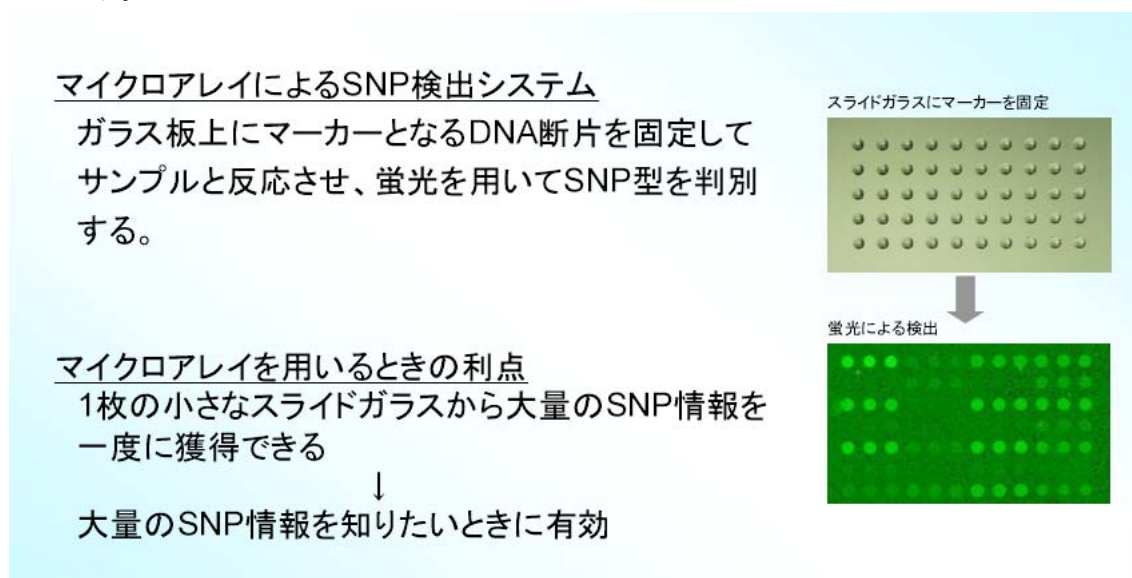 マイクロアレイによるSNP検出システム
ガラス板上にマーカーとなるDNA断片を固定して
サンプルと反応させ、蛍光を用いてSNP型を判別
する。
スライドガラスにマーカーを固定
蛍光による検出
マイクロアレイを用いるときの利点
1枚の小さなスライドガラスから大量のSNP情報を
一度に獲得できる
↓
大量のSNP情報を知りたいときに有効